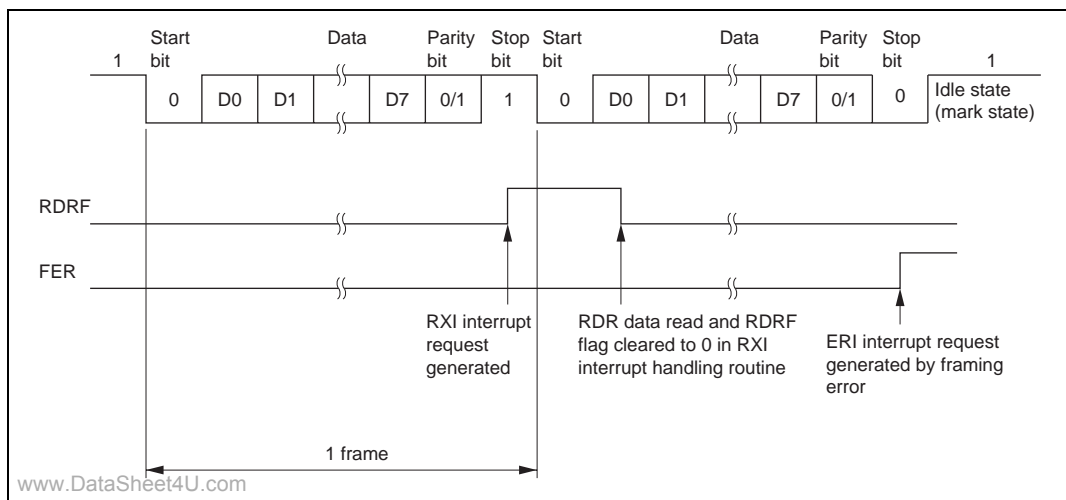 Start bit Data Parity bit Stop bit Start bit Data Parity bit Stop bit
1 1
0 D0 D1 D7 0/1 1 0 D0 D1 D7 0/1 0 Idle state (mark state)
RDRF
FER
RXI interrupt
request
generated
RDR data read and RDRF
flag cleared to 0 in RXI
interrupt handling routine
ERI interrupt request
generated by framing
error
1 frame
www.DataSheet4U.com